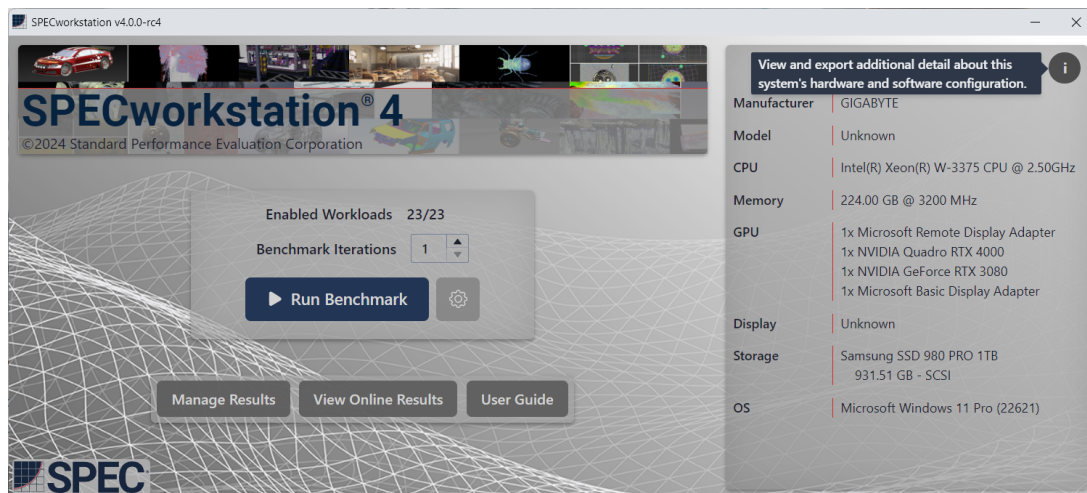 SPECworkstation v4.0.0-rc4
SPECworkstation® 4
©2024 Standard Performance Evaluation Corporation
Enabled Workloads 23/23
Benchmark Iterations 1
Run Benchmark
Manage Results
View Online Results
User Guide
SPEC
View and export additional detail about this
system's hardware and software configuration.
i
Manufacturer GIGABYTE
Model Unknown
CPU Intel(R) Xeon(R) W-3375 CPU @ 2.50GHz
Memory 224.00 GB @ 3200 MHz
GPU 1x Microsoft Remote Display Adapter
1x NVIDIA Quadro RTX 4000
1x NVIDIA GeForce RTX 3080
1x Microsoft Basic Display Adapter
Display Unknown
Storage Samsung SSD 980 PRO 1TB
931.51 GB - SCSI
OS Microsoft Windows 11 Pro (22621)